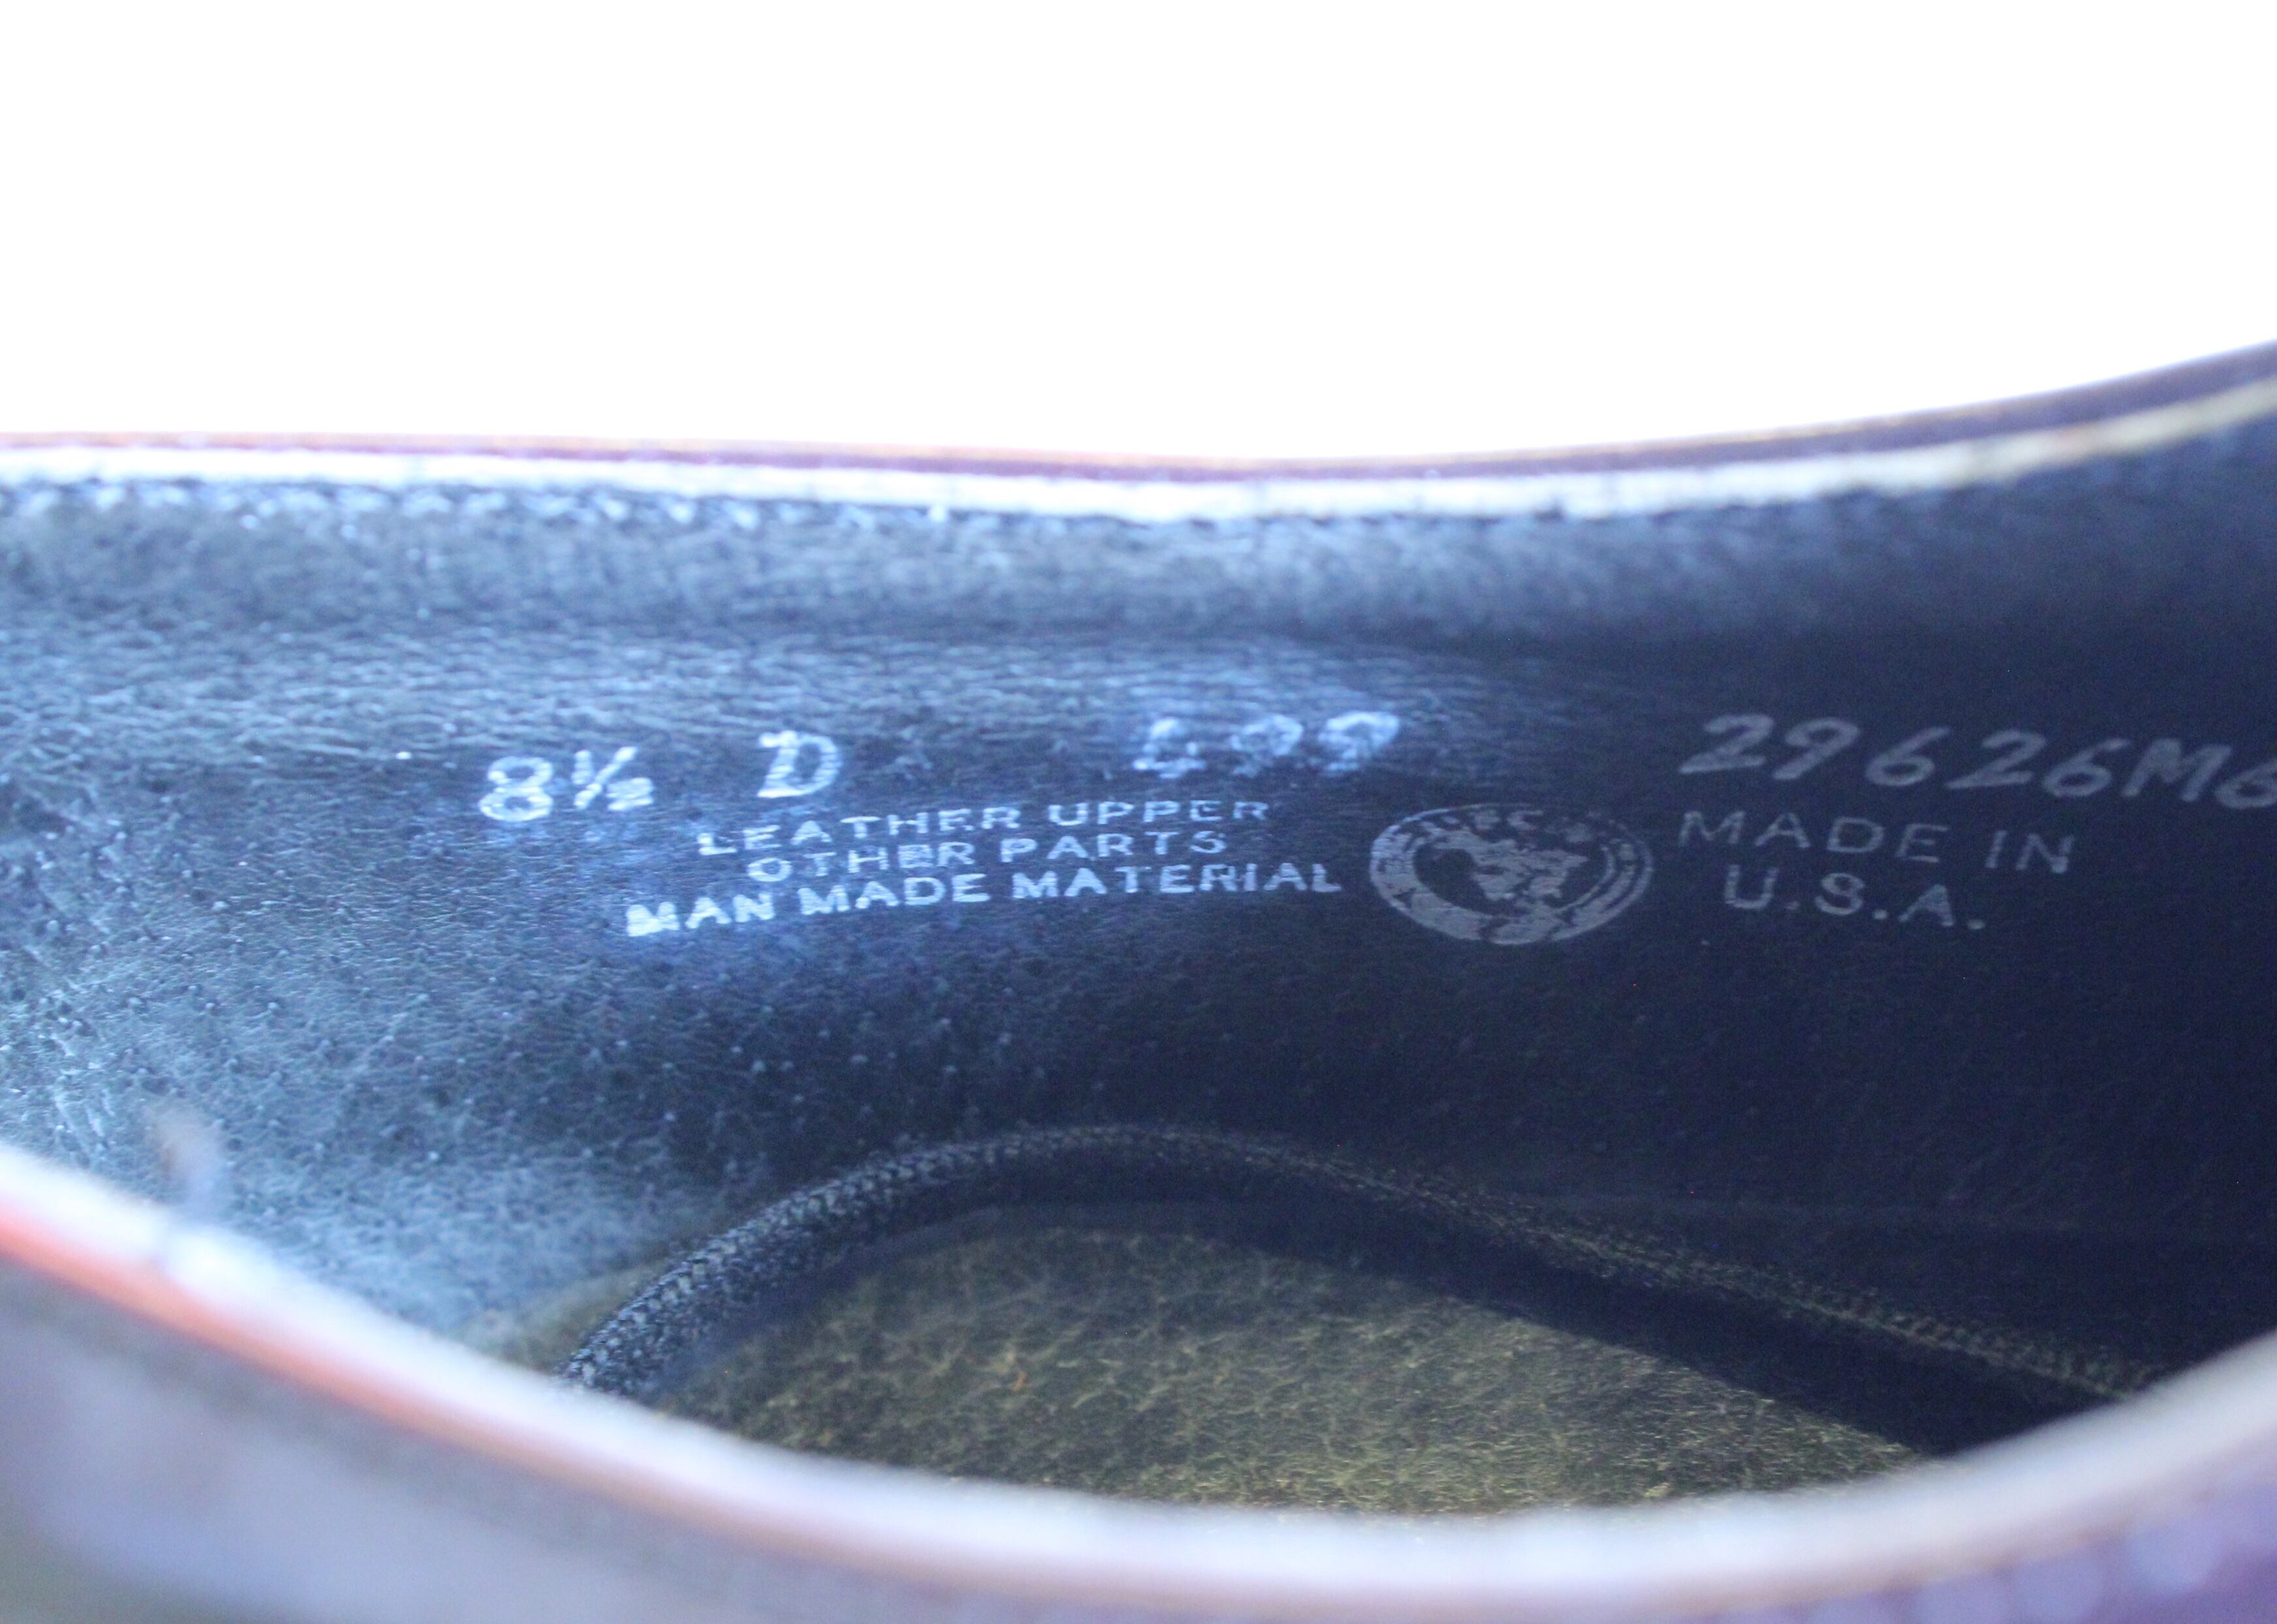 8½ D 499 29626M6
LEATHER UPPER
OTHER PARTS
MAN MADE MATERIAL
MADE IN
U.S.A.